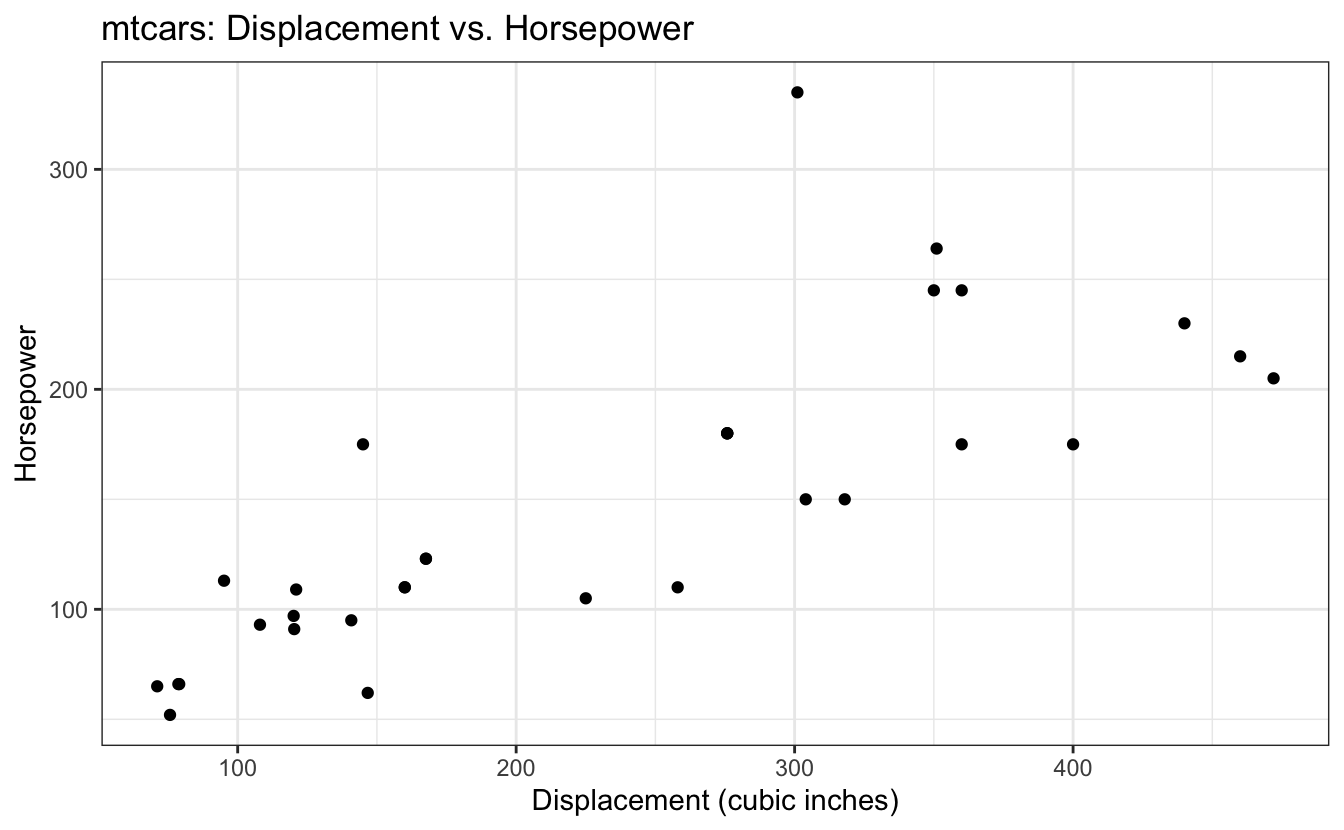 mtcars: Displacement vs. Horsepower
300
200
100
Horsepower
100 200 300 400
Displacement (cubic inches)